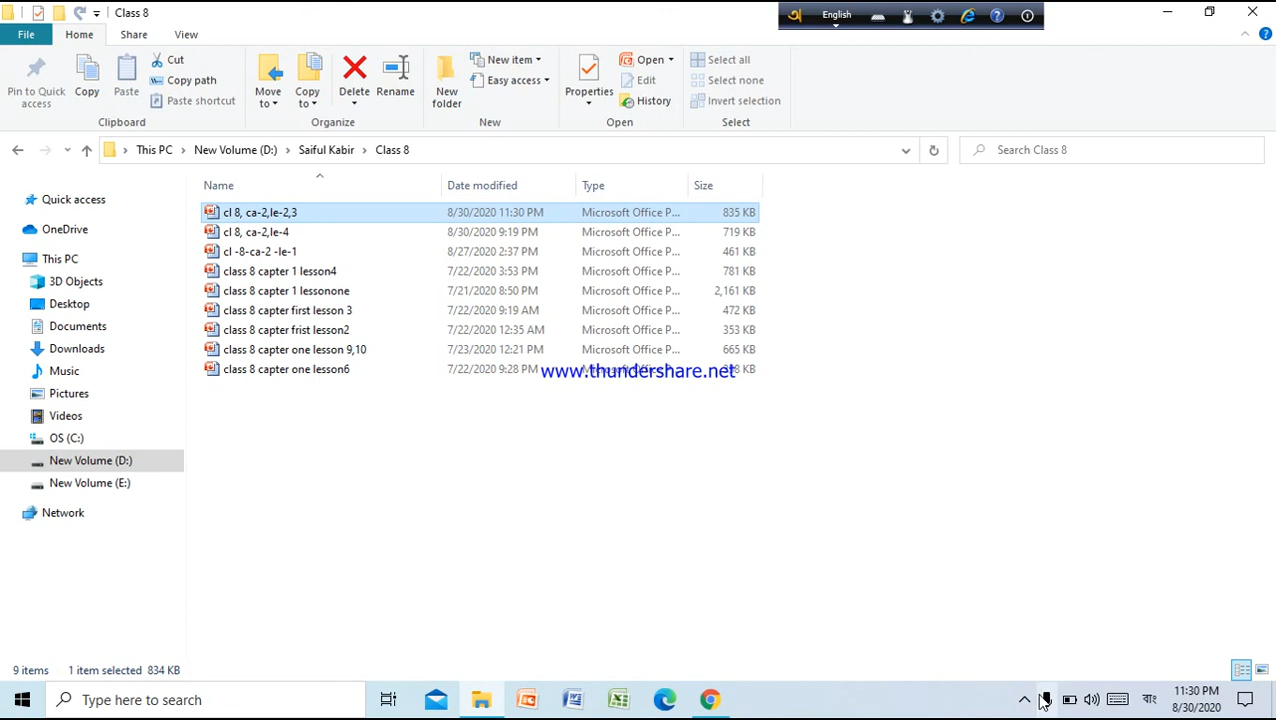 Class 8
English
File Home Share View
Pin to Quick access
Copy
Paste
Cut
Copy path
Paste shortcut
Clipboard
Move to
Copy to
Delete
Rename
Organize
New folder
New item
Easy access
New
Properties
Open
Edit
History
Open
Select all
Select none
Invert selection
Select
This PC > New Volume (D:) > Saiful Kabir > Class 8
Search Class 8
Name Date modified Type Size
cl 8, ca-2,le-2,3 8/30/2020 11:30 PM Microsoft Office P... 835 KB
cl 8, ca-2,le-4 8/30/2020 9:19 PM Microsoft Office P... 719 KB
cl -8-ca-2 -le-1 8/27/2020 2:37 PM Microsoft Office P... 461 KB
class 8 capter 1 lesson4 7/22/2020 3:53 PM Microsoft Office P... 781 KB
class 8 capter 1 lessonone 7/21/2020 8:50 PM Microsoft Office P... 2,161 KB
class 8 capter first lesson 3 7/22/2020 9:19 AM Microsoft Office P... 472 KB
class 8 capter frist lesson2 7/22/2020 12:35 AM Microsoft Office P... 353 KB
class 8 capter one lesson 9,10 7/23/2020 12:21 PM Microsoft Office P... 665 KB
class 8 capter one lesson6 7/22/2020 9:28 PM KB
www.thundershare.net
Quick access
OneDrive
This PC
3D Objects
Desktop
Documents
Downloads
Music
Pictures
Videos
OS (C:)
New Volume (D:)
New Volume (E:)
Network
9 items 1 item selected 834 KB
Type here to search
বাং
11:30 PM
8/30/2020